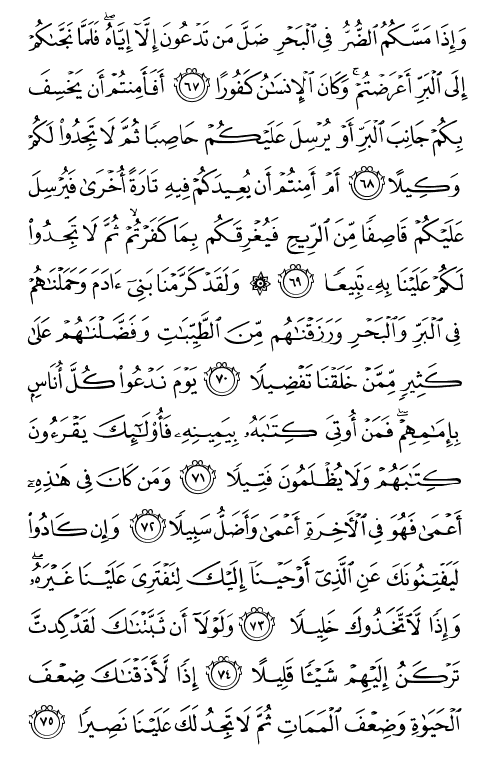 وَإِذَا مَسَّكُمُ ٱلضُّرُّ فِى ٱلْبَحْرِ ضَلَّ مَن تَدْعُونَ إِلَّآ إِيَّاهُ ۖ فَلَمَّا نَجَّىٰكُمْ
إِلَى ٱلْبَرِّ أَعْرَضْتُمْ ۚ وَكَانَ ٱلْإِنسَٰنُ كَفُورًا ٦٧ أَفَأَمِنتُمْ أَن يَخْسِفَ
بِكُمْ جَانِبَ ٱلْبَرِّ أَوْ يُرْسِلَ عَلَيْكُمْ حَاصِبًا ثُمَّ لَا تَجِدُوا۟ لَكُمْ
وَكِيلًا ٦٨ أَمْ أَمِنتُمْ أَن يُعِيدَكُمْ فِيهِ تَارَةً أُخْرَىٰ فَيُرْسِلَ
عَلَيْكُمْ قَاصِفًا مِّنَ ٱلرِّيحِ فَيُغْرِقَكُم بِمَا كَفَرْتُمْ ۙ ثُمَّ لَا تَجِدُوا۟
لَكُمْ عَلَيْنَا بِهِۦ تَبِيعًا ٦٩ ۞ وَلَقَدْ كَرَّمْنَا بَنِىٓ ءَادَمَ وَحَمَلْنَٰهُمْ
فِى ٱلْبَرِّ وَٱلْبَحْرِ وَرَزَقْنَٰهُم مِّنَ ٱلطَّيِّبَٰتِ وَفَضَّلْنَٰهُمْ عَلَىٰ
كَثِيرٍ مِّمَّنْ خَلَقْنَا تَفْضِيلًا ٧٠ يَوْمَ نَدْعُوا۟ كُلَّ أُنَاسٍۭ
بِإِمَٰمِهِمْ ۖ فَمَنْ أُوتِىَ كِتَٰبَهُۥ بِيَمِينِهِۦ فَأُو۟لَٰٓئِكَ يَقْرَءُونَ
كِتَٰبَهُمْ وَلَا يُظْلَمُونَ فَتِيلًا ٧١ وَمَن كَانَ فِى هَٰذِهِۦٓ
أَعْمَىٰ فَهُوَ فِى ٱلْءَاخِرَةِ أَعْمَىٰ وَأَضَلُّ سَبِيلًا ٧٢ وَإِن كَادُوا۟
لَيَفْتِنُونَكَ عَنِ ٱلَّذِىٓ أَوْحَيْنَآ إِلَيْكَ لِتَفْتَرِىَ عَلَيْنَا غَيْرَهُۥ ۖ
وَإِذًا لَّٱتَّخَذُوكَ خَلِيلًا ٧٣ وَلَوْلَآ أَن ثَبَّتْنَٰكَ لَقَدْ كِدتَّ
تَرْكَنُ إِلَيْهِمْ شَيْـًٔا قَلِيلًا ٧٤ إِذًا لَّأَذَقْنَٰكَ ضِعْفَ
ٱلْحَيَوٰةِ وَضِعْفَ ٱلْمَمَاتِ ثُمَّ لَا تَجِدُ لَكَ عَلَيْنَا نَصِيرًا ٧٥